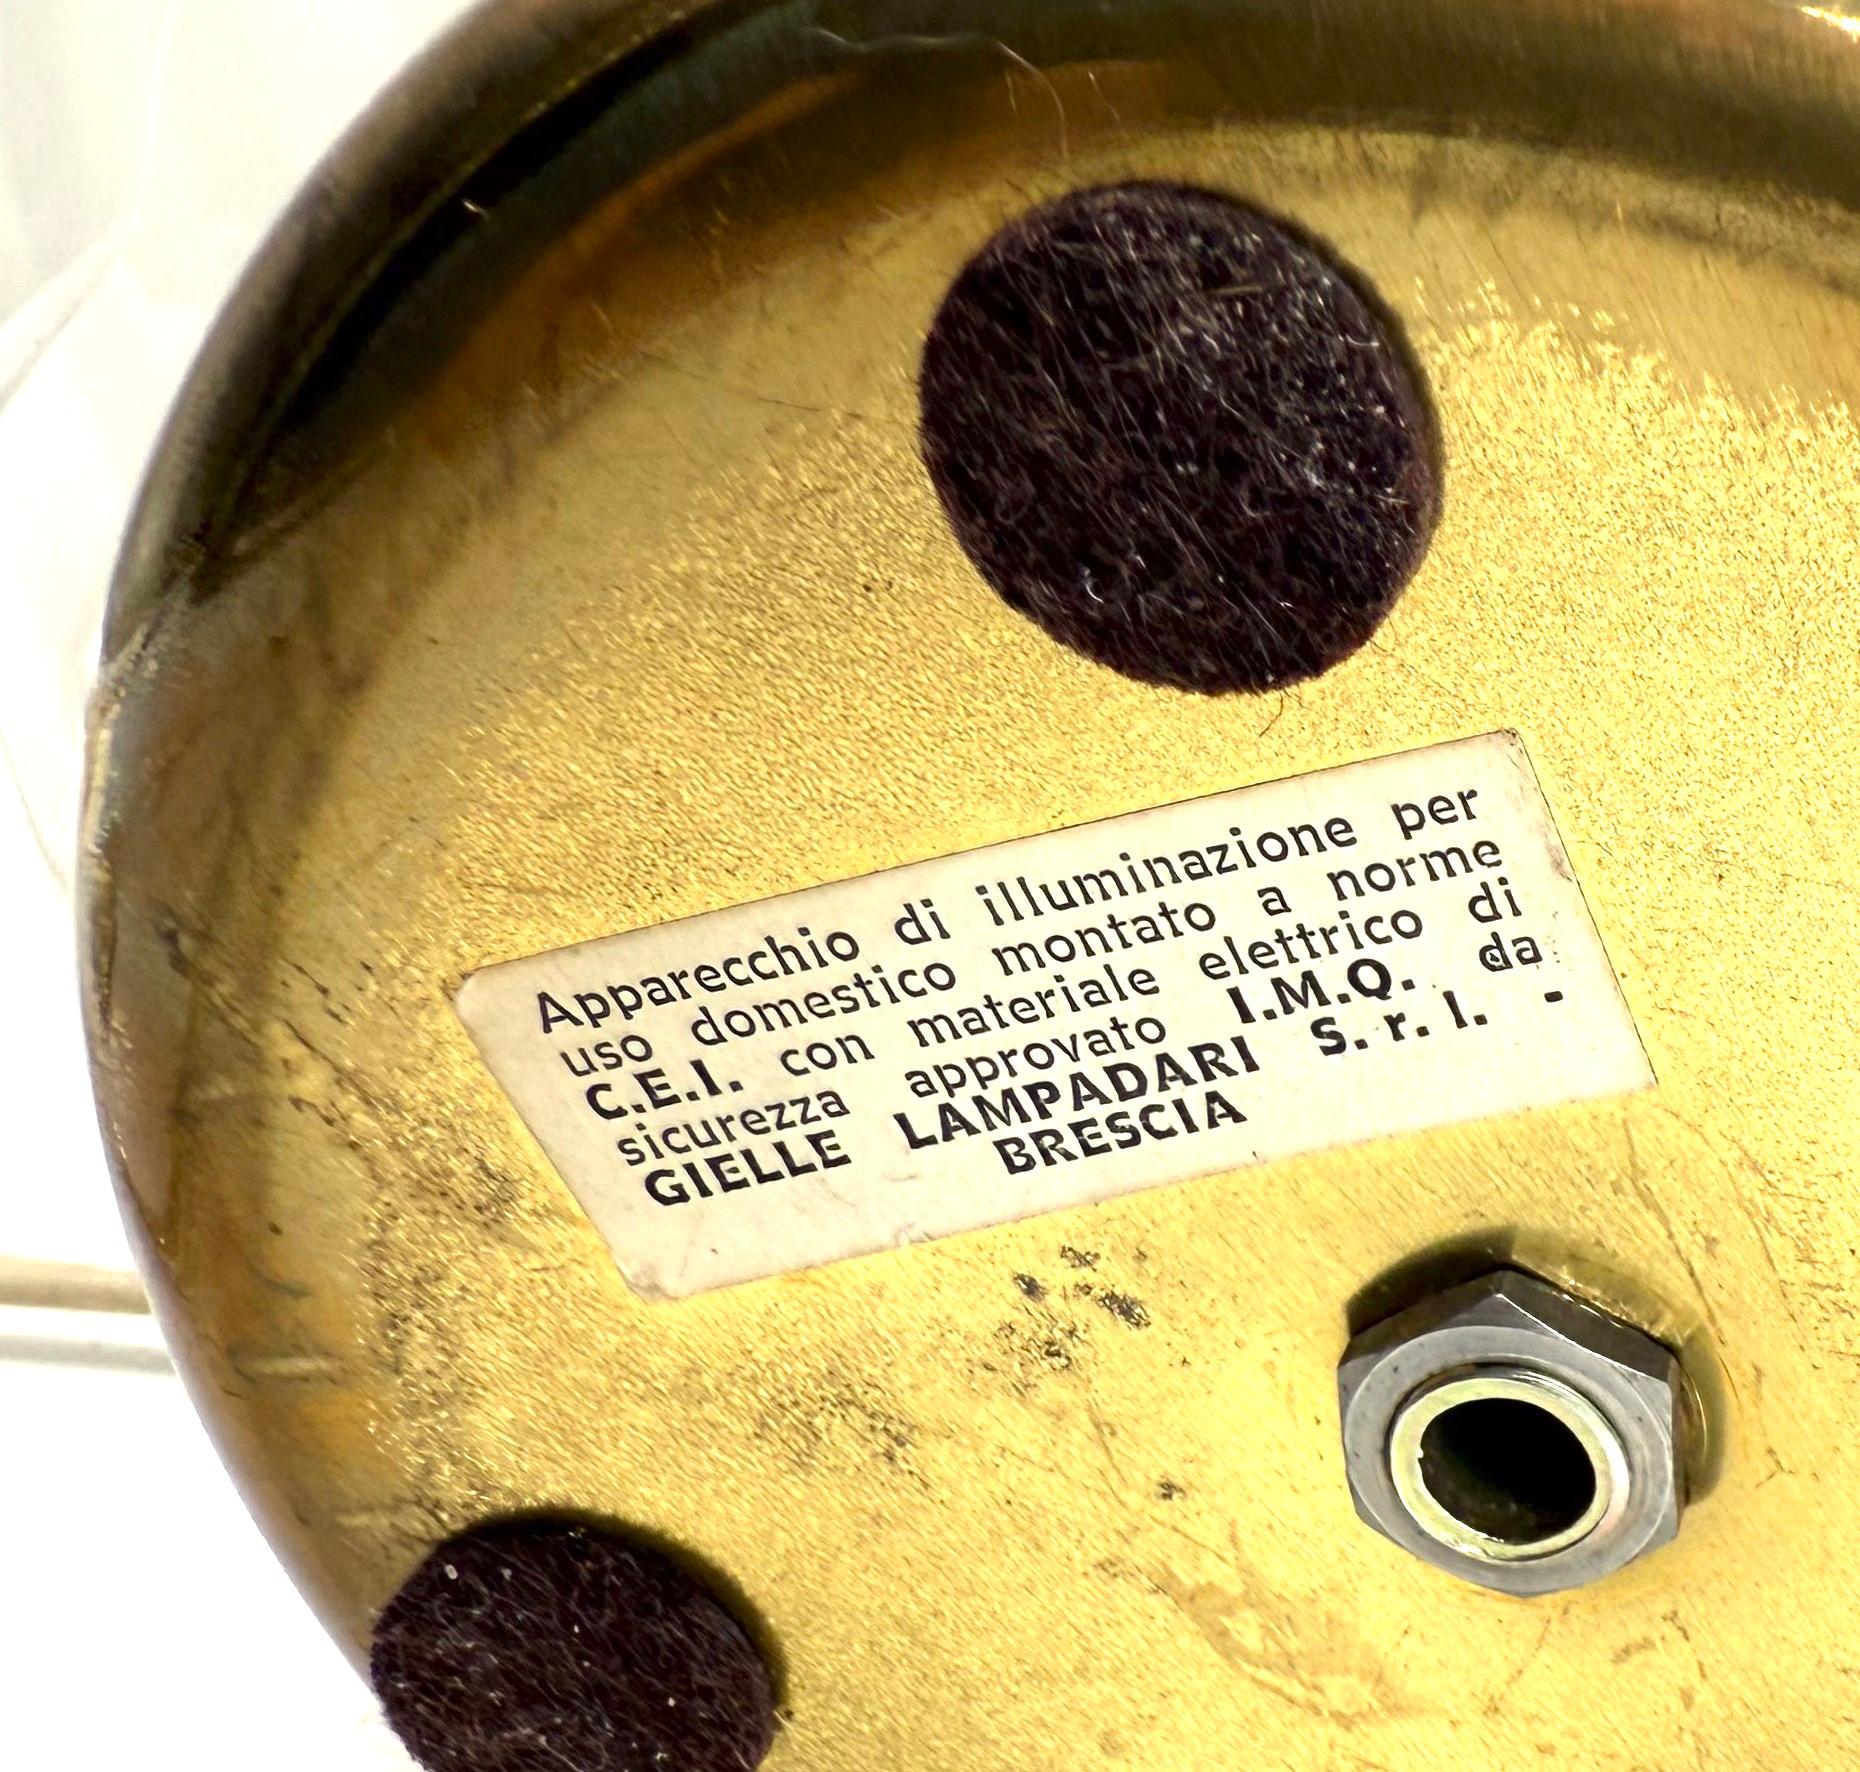 Apparecchio di illuminazione per
uso domestico montato a norme
C.E.I. con materiale elettrico di
sicurezza approvato I.M.Q. da
GIELLE LAMPADARI S. r. l. -
BRESCIA